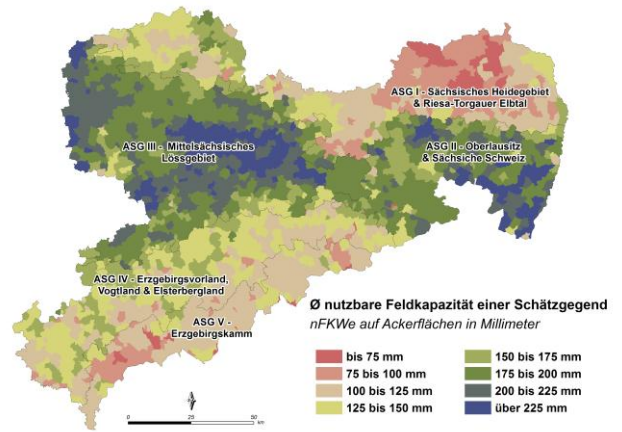 ASG I - Sächsisches Heidegebiet
& Riesa-Torgauer Elbtal
ASG III - Mittelsächsisches
Lössgebiet
ASG II - Oberlausitz
& Sächsiche Schweiz
ASG IV - Erzgebirgsvorland,
Vogtland & Elsterbergland
ASG V -
Erzgebirgskamm
Ø nutzbare Feldkapazität einer Schätzgegend
nFKWe auf Ackerflächen in Millimeter
bis 75 mm
75 bis 100 mm
100 bis 125 mm
125 bis 150 mm
150 bis 175 mm
175 bis 200 mm
200 bis 225 mm
über 225 mm
0 25 50
km